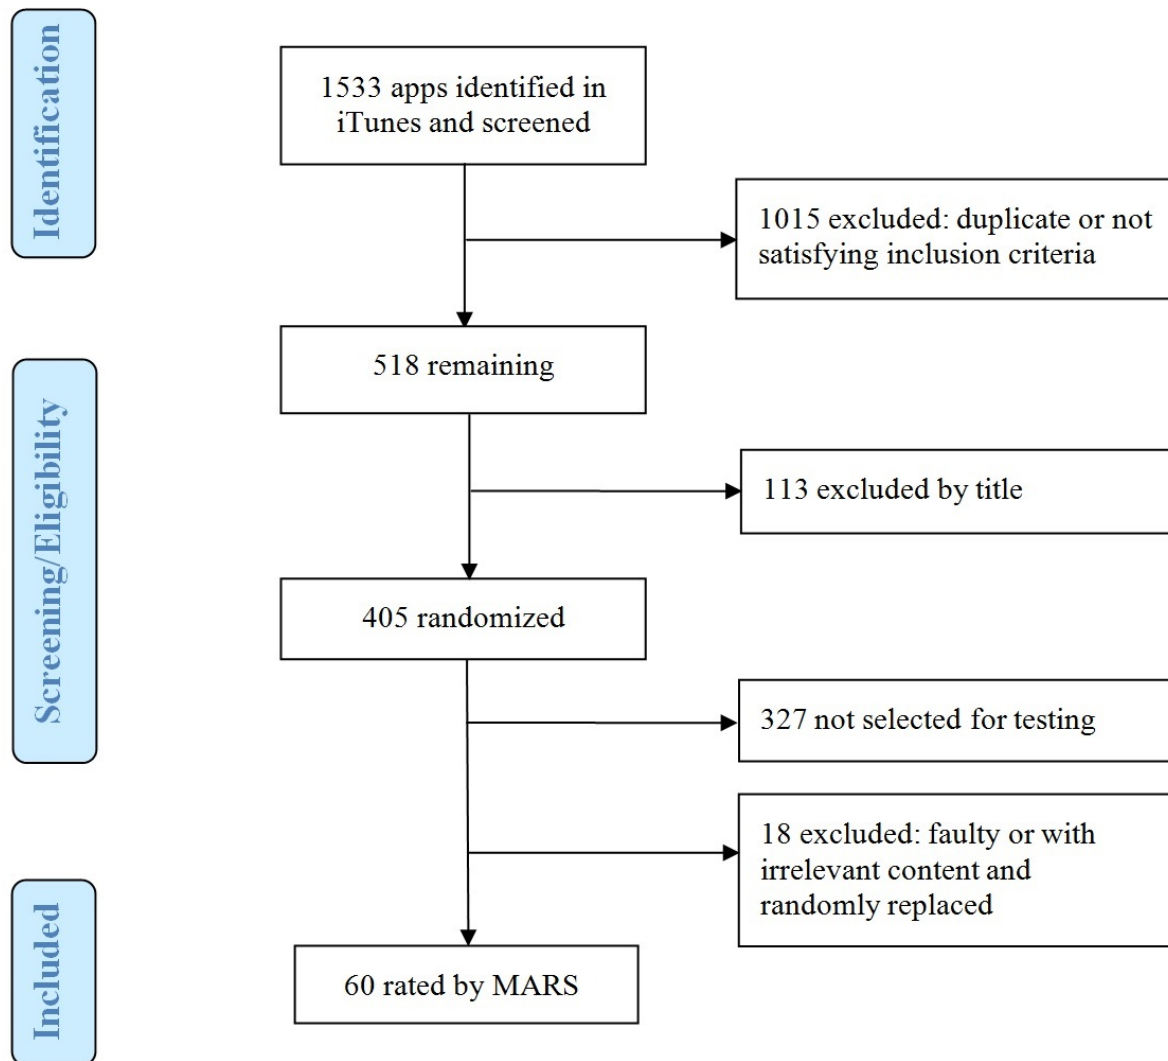 Identification
1533 apps identified in
iTunes and screened
1015 excluded: duplicate or not
satisfying inclusion criteria
518 remaining
Screening/Eligibility
113 excluded by title
405 randomized
327 not selected for testing
18 excluded: faulty or with
irrelevant content and
randomly replaced
Included
60 rated by MARS